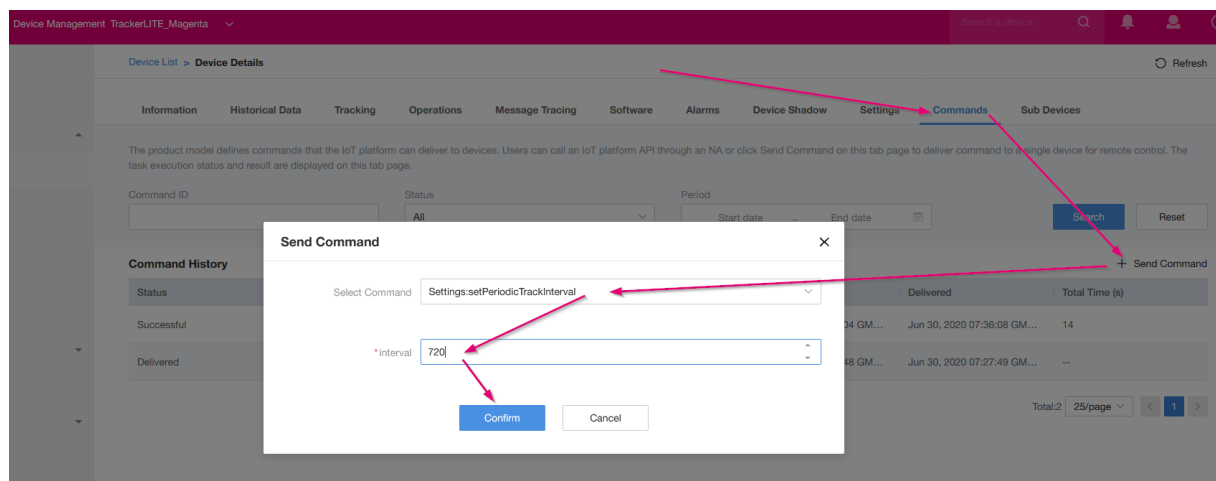 Device Management TrackerLITE_Magenta
Search a device
Device List > Device Details
Refresh
Information Historical Data Tracking Operations Message Tracing Software Alarms Device Shadow Settings Commands Sub Devices
The product model defines commands that the IoT platform can deliver to devices. Users can call an IoT platform API through an NA or click Send Command on this tab page to deliver command to a single device for remote control. The
task execution status and result are displayed on this tab page.
Command ID Status Period
All Start date – End date Search Reset
Send Command
Command History + Send Command
Status Delivered Total Time (s)
Select Command Settings:setPeriodicTrackInterval
Successful 04 GM... Jun 30, 2020 07:36:08 GM... 14
* interval 720
Delivered 48 GM... Jun 30, 2020 07:27:49 GM... --
Total:2 25/page < 1 >
Confirm Cancel